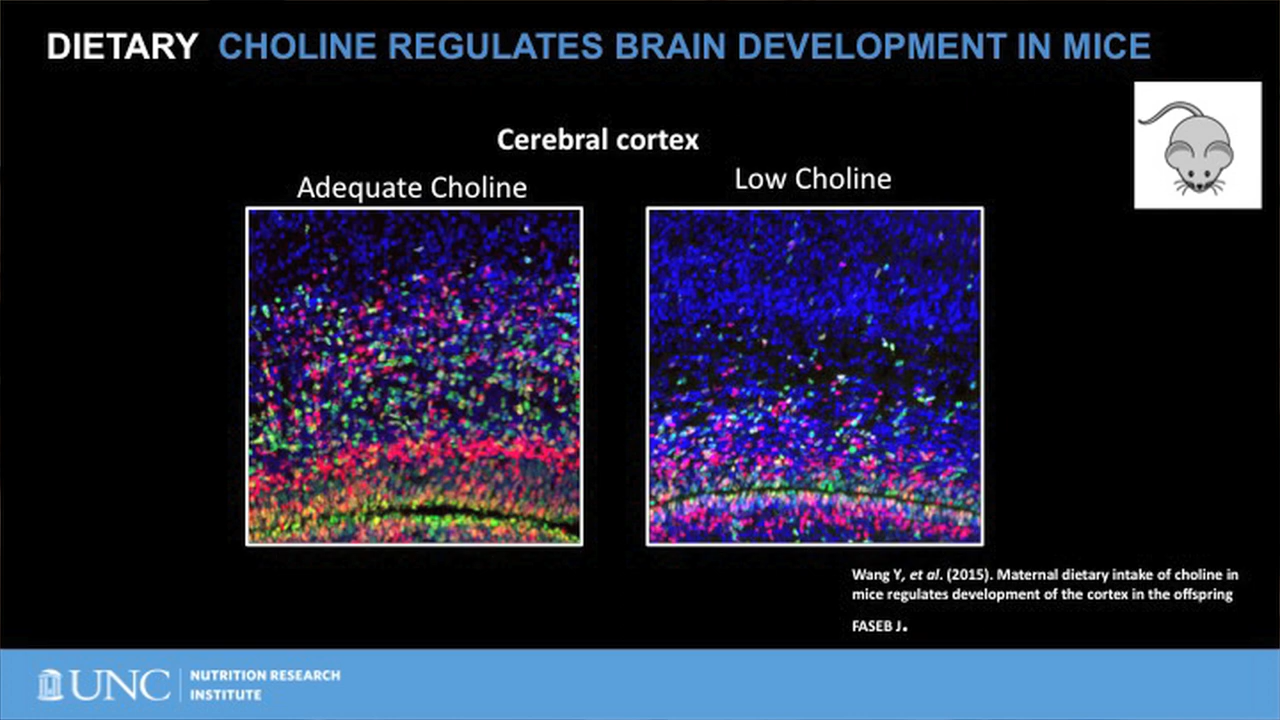 DIETARY CHOLINE REGULATES BRAIN DEVELOPMENT IN MICE
Cerebral cortex
Adequate Choline
Low Choline
Wang Y, et al. (2015). Maternal dietary intake of choline in
mice regulates development of the cortex in the offspring
FASEB J.
UNC
NUTRITION RESEARCH
INSTITUTE